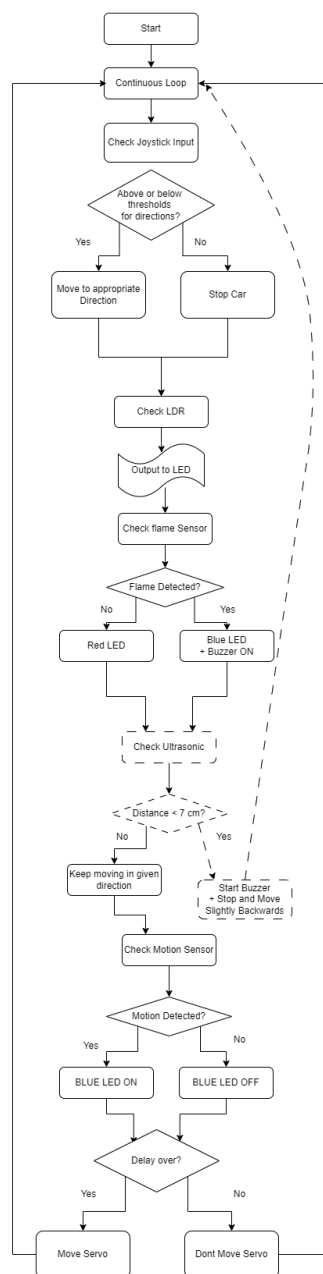 Start
Continuous Loop
Check Joystick Input
Above or below
thresholds
for directions?
Yes
No
Move to appropriate
Direction
Stop Car
Check LDR
Output to LED
Check flame Sensor
Flame Detected?
No
Yes
Red LED
Blue LED
+ Buzzer ON
Check Ultrasonic
Distance < 7 cm?
No
Yes
Keep moving in given
direction
Start Buzzer
+ Stop and Move
Slightly Backwards
Check Motion Sensor
Motion Detected?
Yes
No
BLUE LED ON
BLUE LED OFF
Delay over?
Yes
No
Move Servo
Dont Move Servo